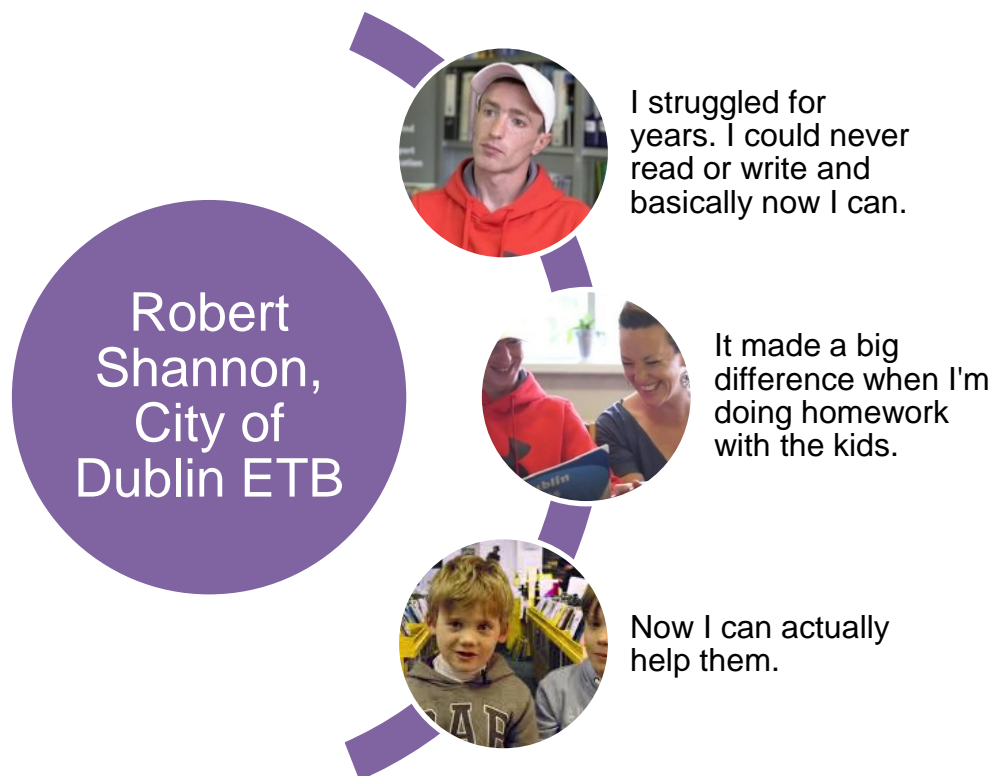 Robert
Shannon,
City of
Dublin ETB
I struggled for
years. I could never
read or write and
basically now I can.
It made a big
difference when I'm
doing homework
with the kids.
Now I can actually
help them.